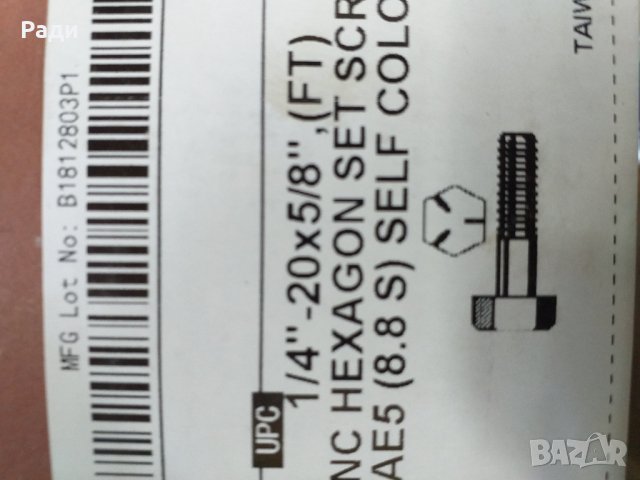 Ради
MFG Lot No: B1812803P1
UPC
1/4"-20x5/8",(FT)
NC HEXAGON SET SCR
AE5 (8.8 S) SELF COLO
TAIW
BAZAR